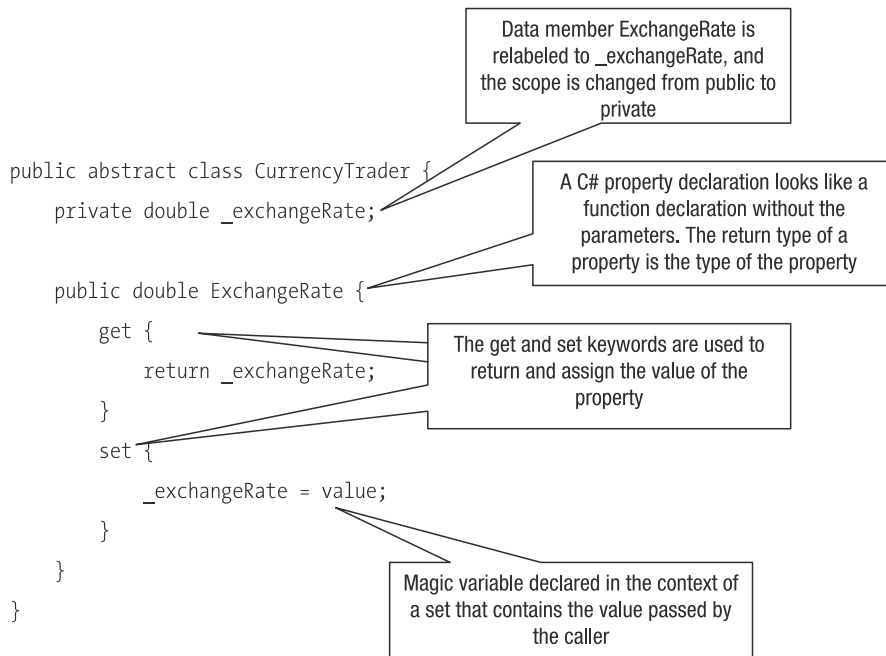 Data member ExchangeRate is
relabeled to _exchangeRate, and
the scope is changed from public to
private
public abstract class CurrencyTrader {
private double _exchangeRate;
A C# property declaration looks like a
function declaration without the
parameters. The return type of a
property is the type of the property
public double ExchangeRate {
get {
return _exchangeRate;
}
The get and set keywords are used to
return and assign the value of the
property
set {
_exchangeRate = value;
}
}
}
Magic variable declared in the context of
a set that contains the value passed by
the caller